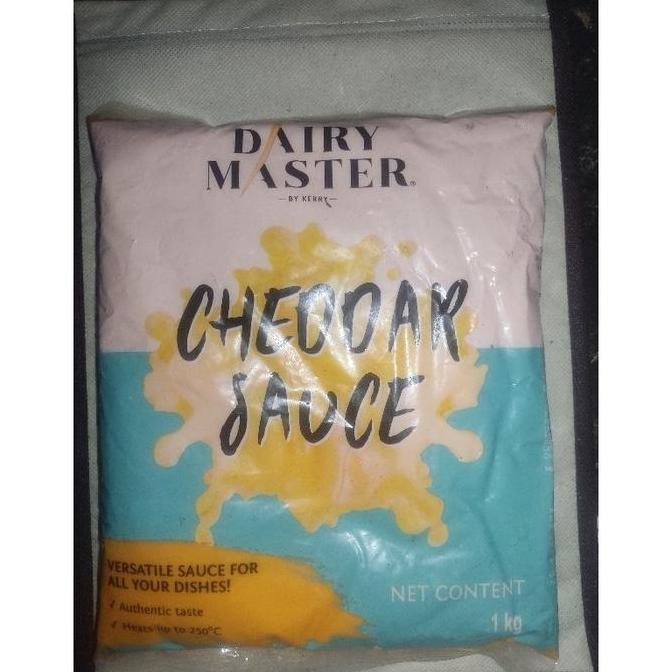 DAIRY
MASTER®
— BY KERRY —
CHEDDAR
SAUCE
VERSATILE SAUCE FOR
ALL YOUR DISHES!
✓ Authentic taste
✓ Heats up to 250°C
NET CONTENT
1 kg